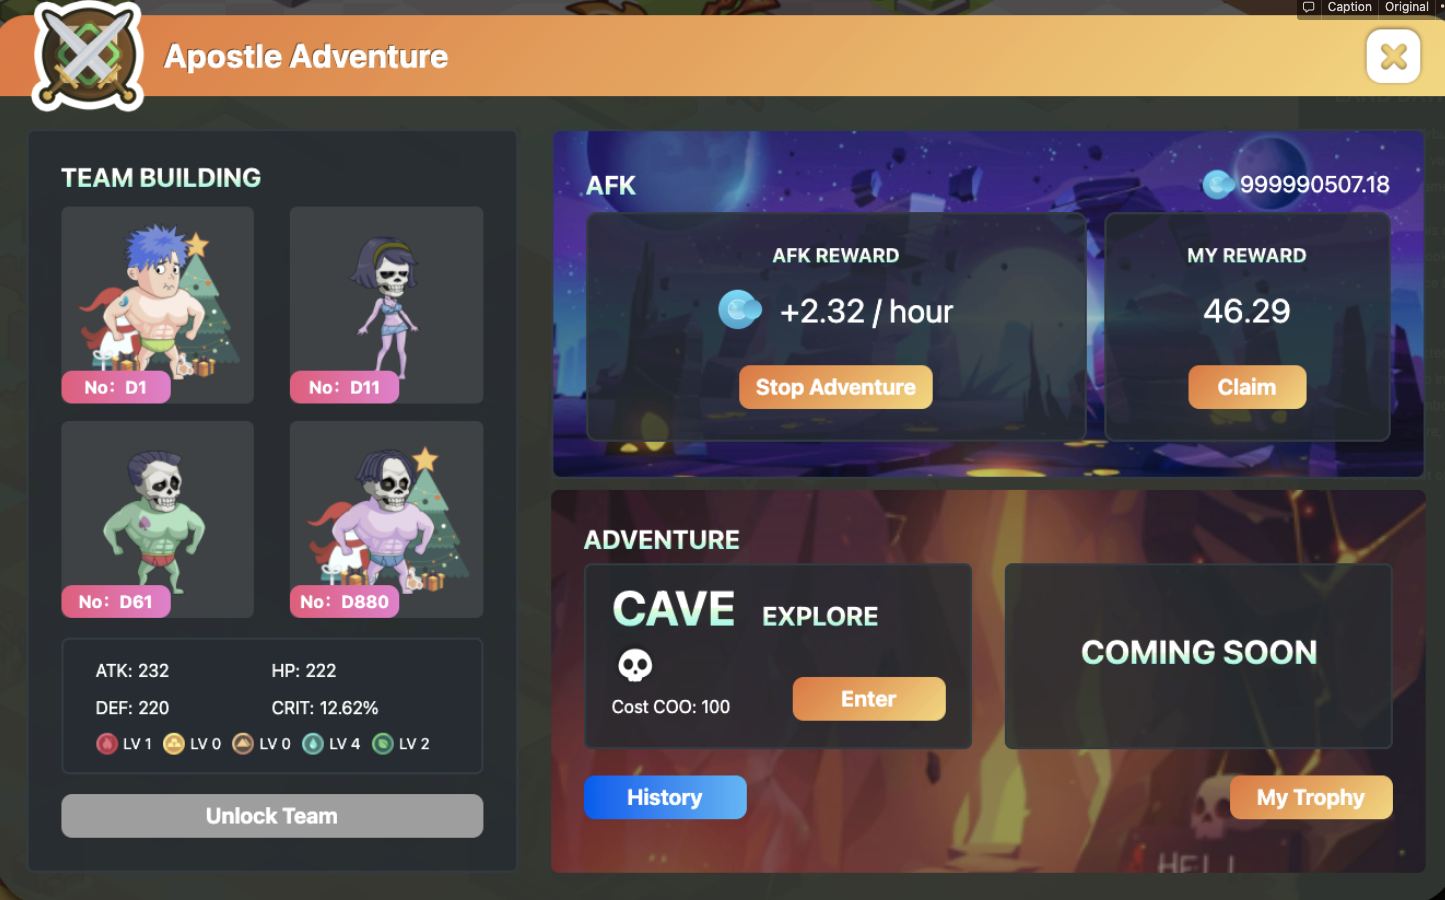 Caption
Original
Apostle Adventure
TEAM BUILDING
No: D1
No: D11
No: D61
No: D880
ATK: 232
HP: 222
DEF: 220
CRIT: 12.62%
LV 1
LV 0
LV 0
LV 4
LV 2
Unlock Team
AFK
999990507.18
AFK REWARD
+2.32 / hour
Stop Adventure
MY REWARD
46.29
Claim
ADVENTURE
CAVE EXPLORE
Cost COO: 100
Enter
COMING SOON
History
My Trophy
HELL